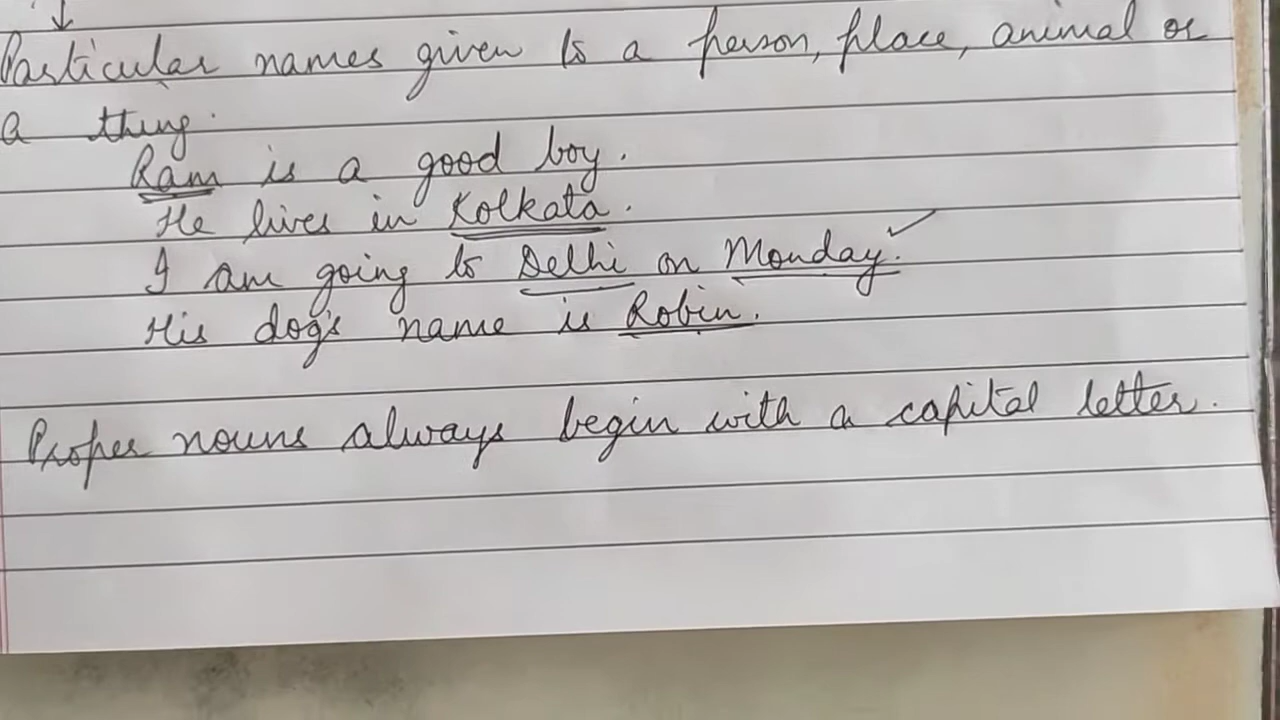 Particular names given to a person, place, animal or
a thing.
Ram is a good boy.
He lives in Kolkata.
I am going to Delhi on Monday.
His dog's name is Robin.
Proper nouns always begin with a capital letter.